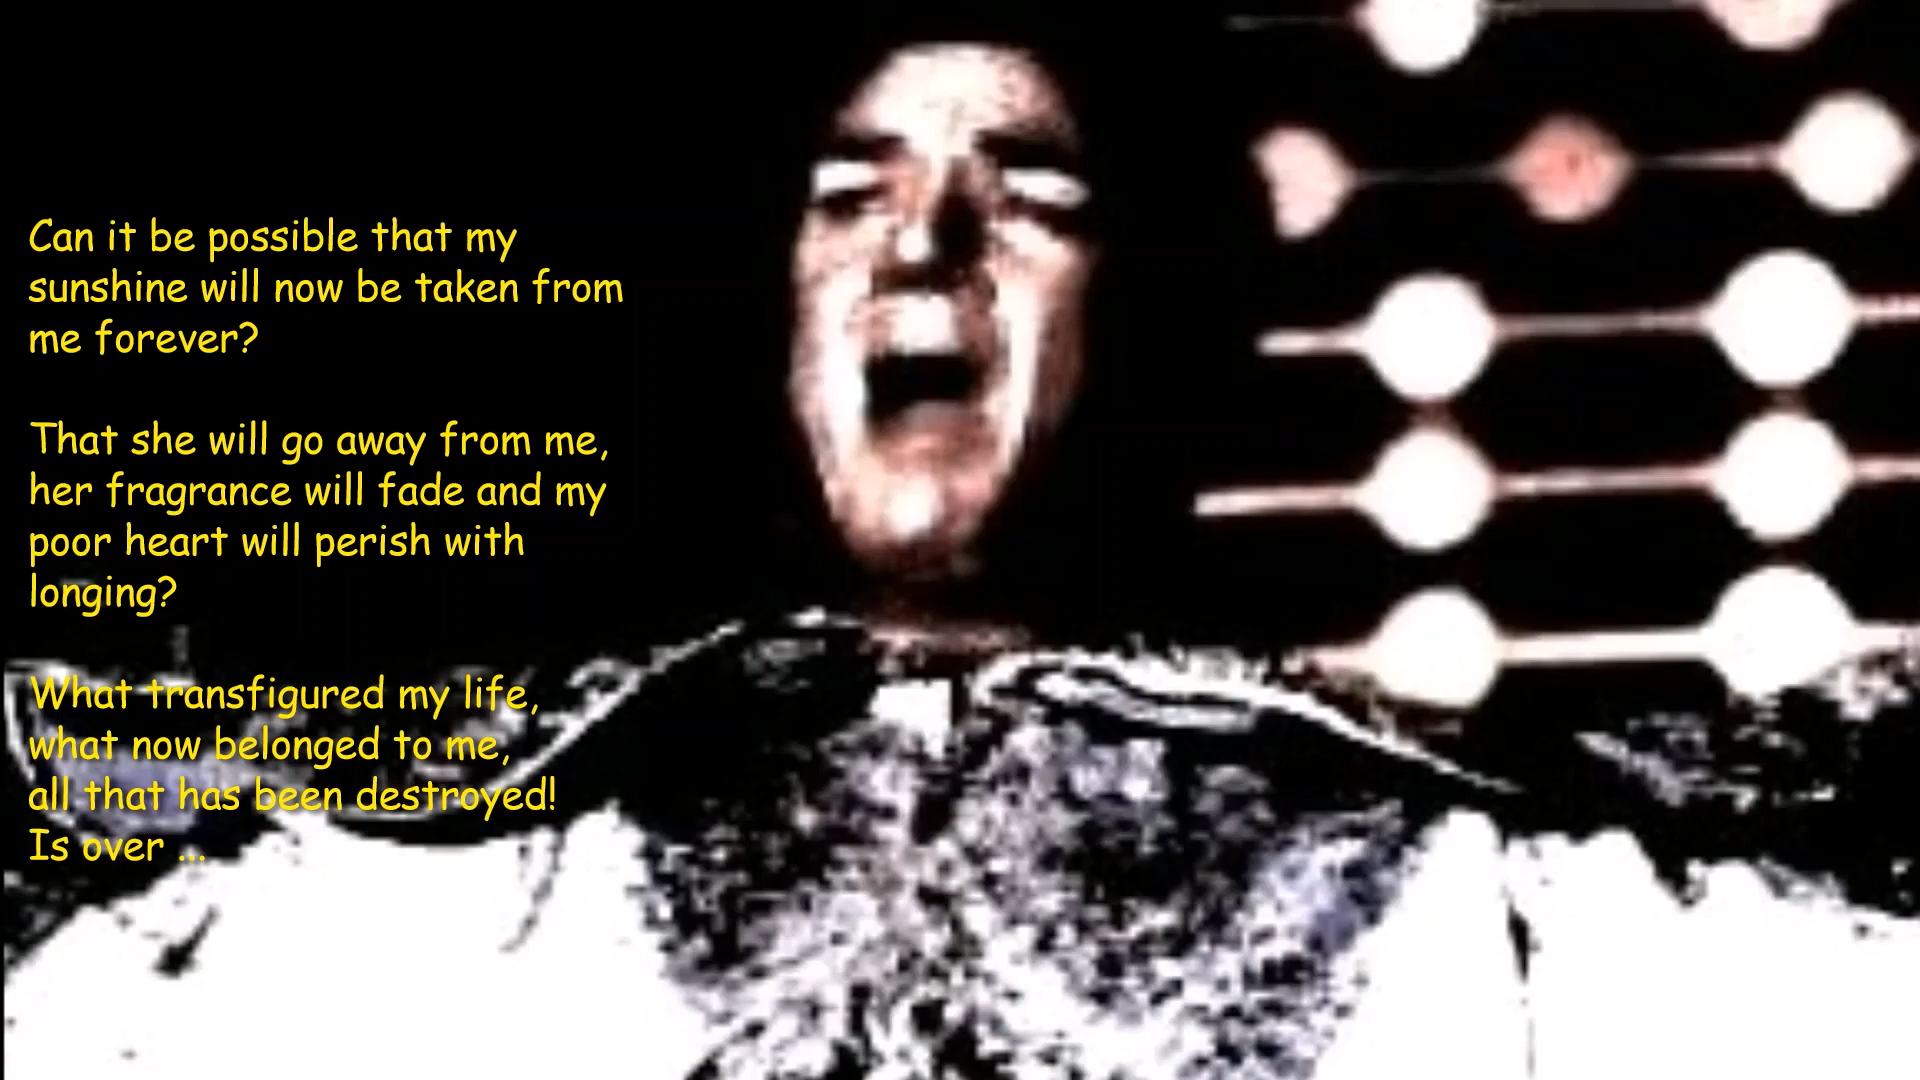 Can it be possible that my
sunshine will now be taken from
me forever?
That she will go away from me,
her fragrance will fade and my
poor heart will perish with
longing?
What transfigured my life,
what now belonged to me,
all that has been destroyed!
Is over ...